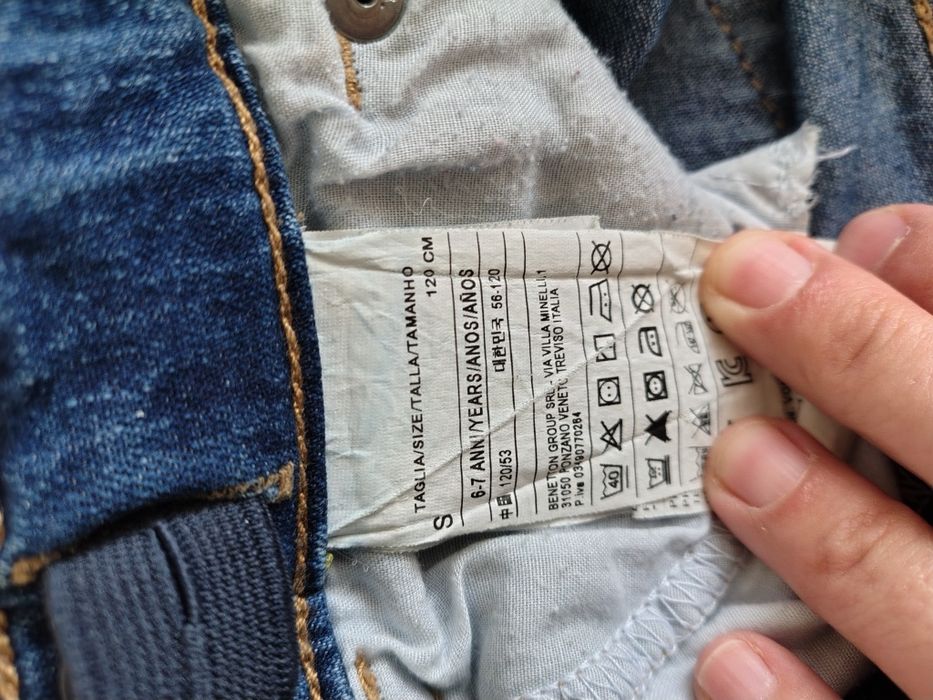 TAGLIA/SIZE/TALLA/TAMANHO
S 120 CM
6-7 ANNI/YEARS/ANOS/AÑOS
中国 120/53 대한민국 56-120
BENETTON GROUP SRL - VIA VILLA MINELLI,1
31050 PONZANO VENETO TREVISO ITALIA
P.iva
40